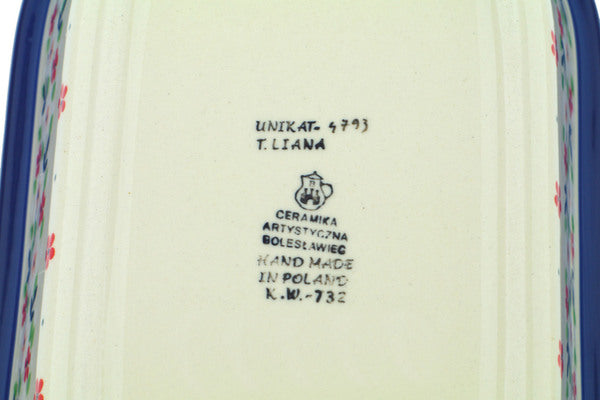 UNIKAT- 4793
T. LIANA
CERAMIKA
ARTYSTYCZNA
BOLESŁAWIEC
HAND MADE
IN POLAND
K.W.-732